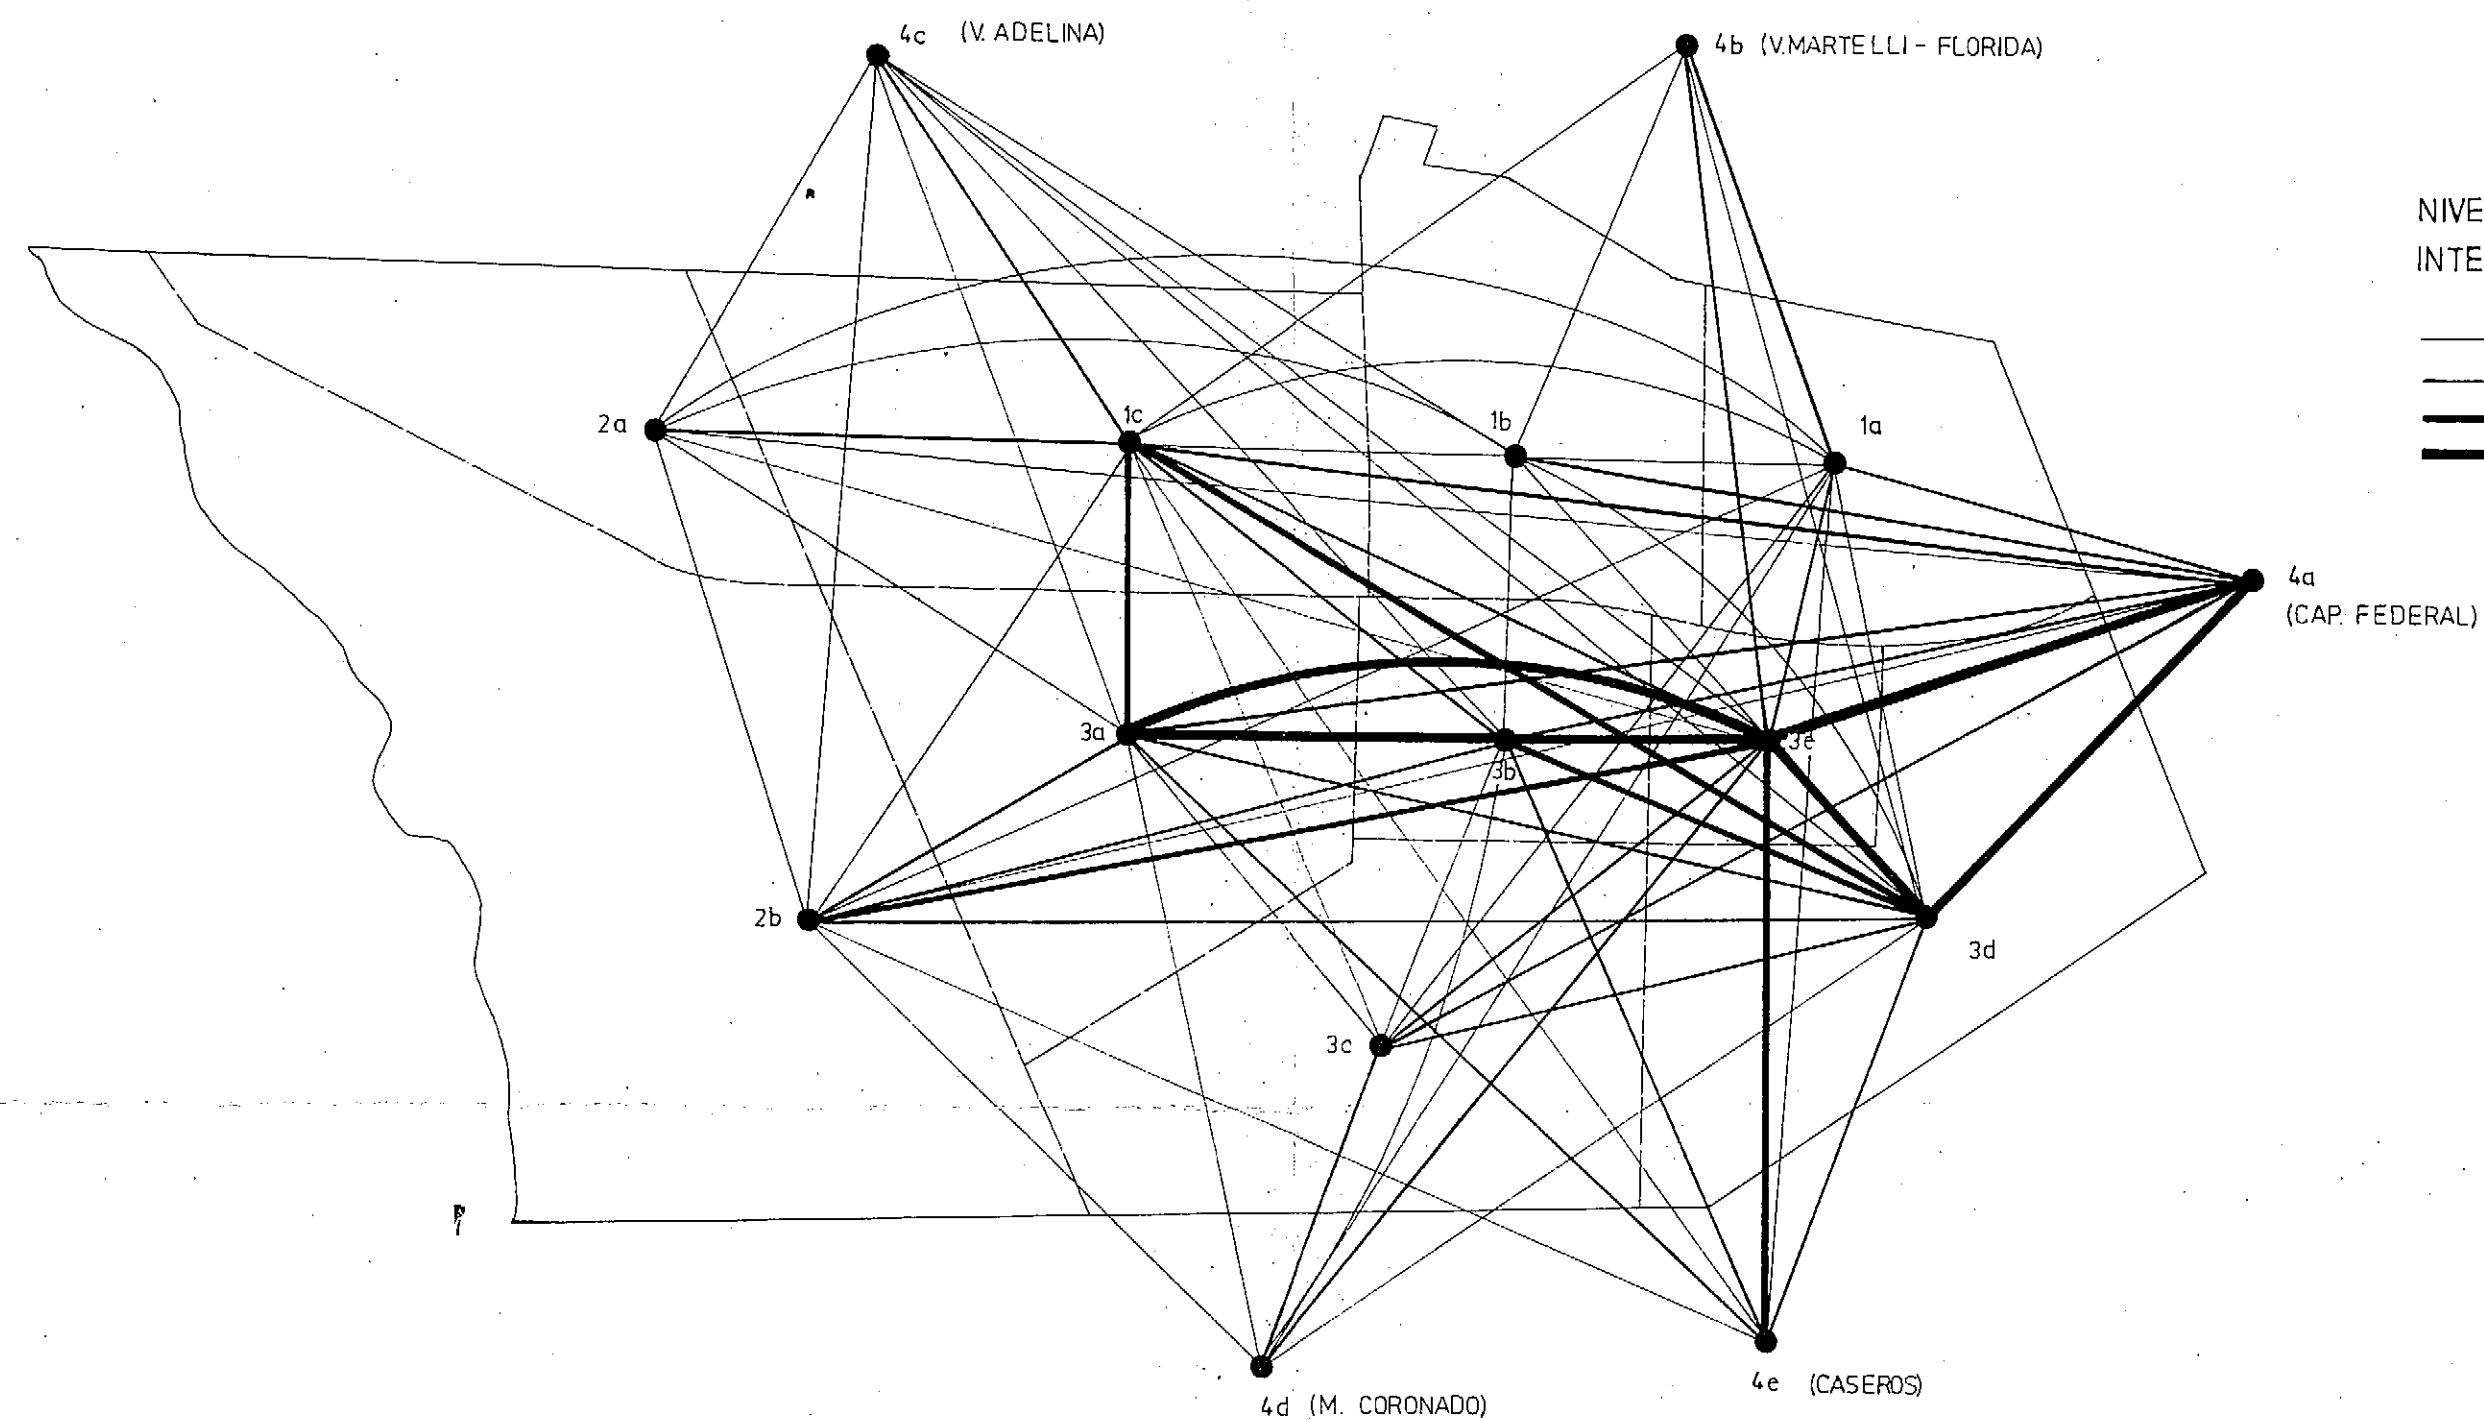 4c (V. ADELINA)
4b (V. MARTELLI - FLORIDA)
NIVE
INTE
2a
1c
1b
1a
4a
(CAP. FEDERAL)
3a
3b
3e
2b
3d
3c
4d (M. CORONADO)
4e (CASEROS)